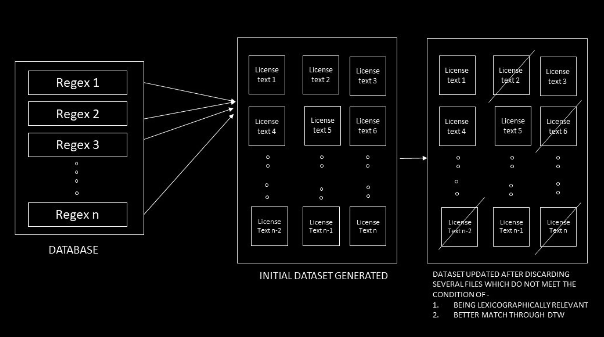 Regex 1
Regex 2
Regex 3
Regex n
DATABASE
License
text 1
License
text 2
License
text 3
License
text 4
License
text 5
License
text 6
License
Text n-2
License
Text n-1
License
Text n
INITIAL DATASET GENERATED
License
text 1
License
text 2
License
text 3
License
text 4
License
text 5
License
text 6
License
Text n-2
License
Text n-1
License
Text n
DATASET UPDATED AFTER DISCARDING
SEVERAL FILES WHICH DO NOT MEET THE
CONDITION OF -
1. BEING LEXICOGRAPHICALLY RELEVANT
2. BETTER MATCH THROUGH DTW